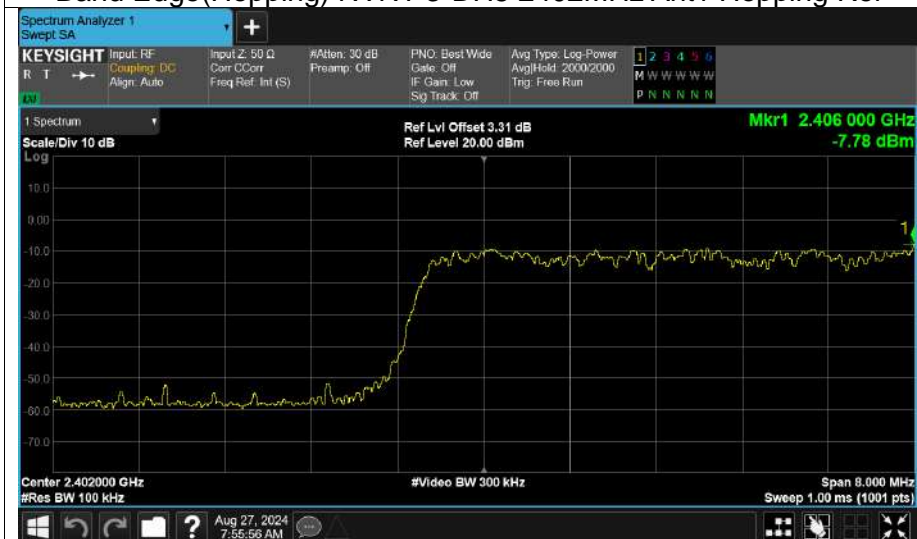 Spectrum Analyzer 1
Swept SA
+
KEYSIGHT
R T
Input: RF
Coupling: DC
Align: Auto
Input Z: 50 Ω
Corr CCorr
Freq Ref: Int (S)
#Atten: 30 dB
Preamp: Off
PNO: Best Wide
Gate: Off
IF Gain: Low
Sig Track: Off
Avg Type: Log-Power
Avg|Hold: 2000/2000
Trig: Free Run
1 2 3 4 5 6
M W W W W W
P N N N N N
1 Spectrum
Scale/Div 10 dB
Log
Ref Lvl Offset 3.31 dB
Ref Level 20.00 dBm
Mkr1 2.406 000 GHz
-7.78 dBm
10.0
0.00
1
-10.0
-20.0
-30.0
-40.0
-50.0
-60.0
-70.0
Center 2.402000 GHz
#Video BW 300 kHz
Span 8.000 MHz
#Res BW 100 kHz
Sweep 1.00 ms (1001 pts)
?
Aug 27, 2024
7:55:56 AM